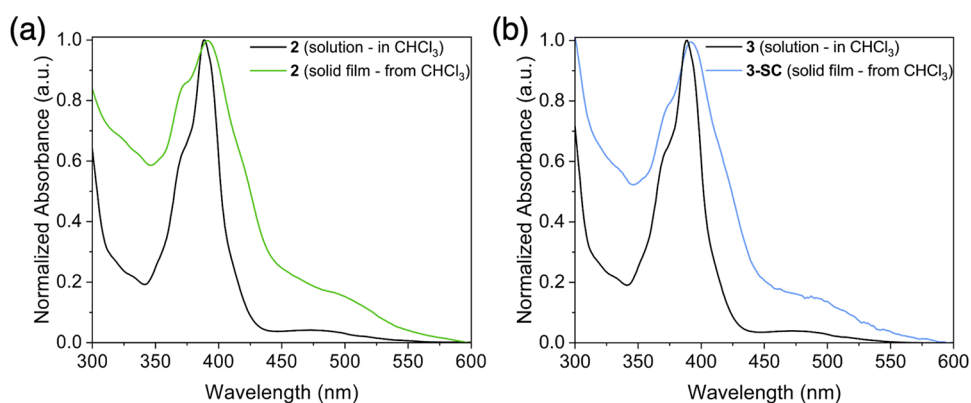 (a)
Normalized Absorbance (a.u.)
1.0
0.8
0.6
0.4
0.2
0.0
2 (solution - in CHCl3)
2 (solid film - from CHCl3)
300 350 400 450 500 550 600
Wavelength (nm)
(b)
Normalized Absorbance (a.u.)
1.0
0.8
0.6
0.4
0.2
0.0
3 (solution - in CHCl3)
3-SC (solid film - from CHCl3)
300 350 400 450 500 550 600
Wavelength (nm)